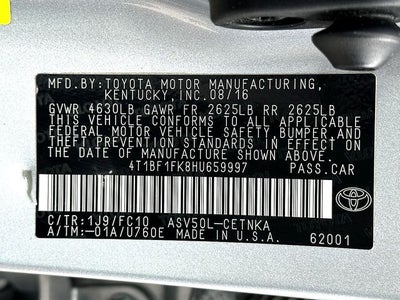 MFD.BY:TOYOTA MOTOR MANUFACTURING,
KENTUCKY,INC.08/16
GVWR 4630LB GAWR FR 2625LB RR 2625LB
THIS VEHICLE CONFORMS TO ALL APPLICABLE
FEDERAL MOTOR VEHICLE SAFETY,BUMPER,AND
THEFT PREVENTION STANDARDS IN EFFECT ON
THE DATE OF MANUFACTURE SHOWN ABOVE.
4T1BF1FK8HU659997 PASS.CAR
C/TR:1J9/FC10 ASV50L-CETNKA
A/TM:-01A/U760E MADE IN U.S.A. 62001
TOYOTA